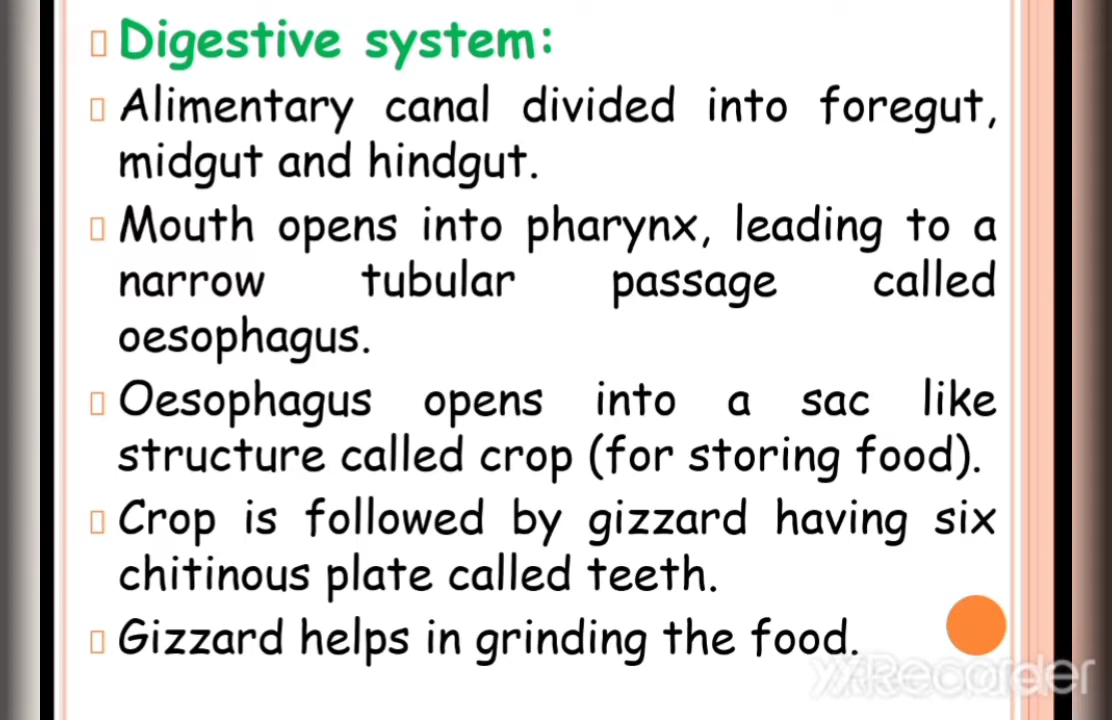 Digestive system:
Alimentary canal divided into foregut,
midgut and hindgut.
Mouth opens into pharynx, leading to a
narrow tubular passage called
oesophagus.
Oesophagus opens into a sac like
structure called crop (for storing food).
Crop is followed by gizzard having six
chitinous plate called teeth.
Gizzard helps in grinding the food.
XRecorder